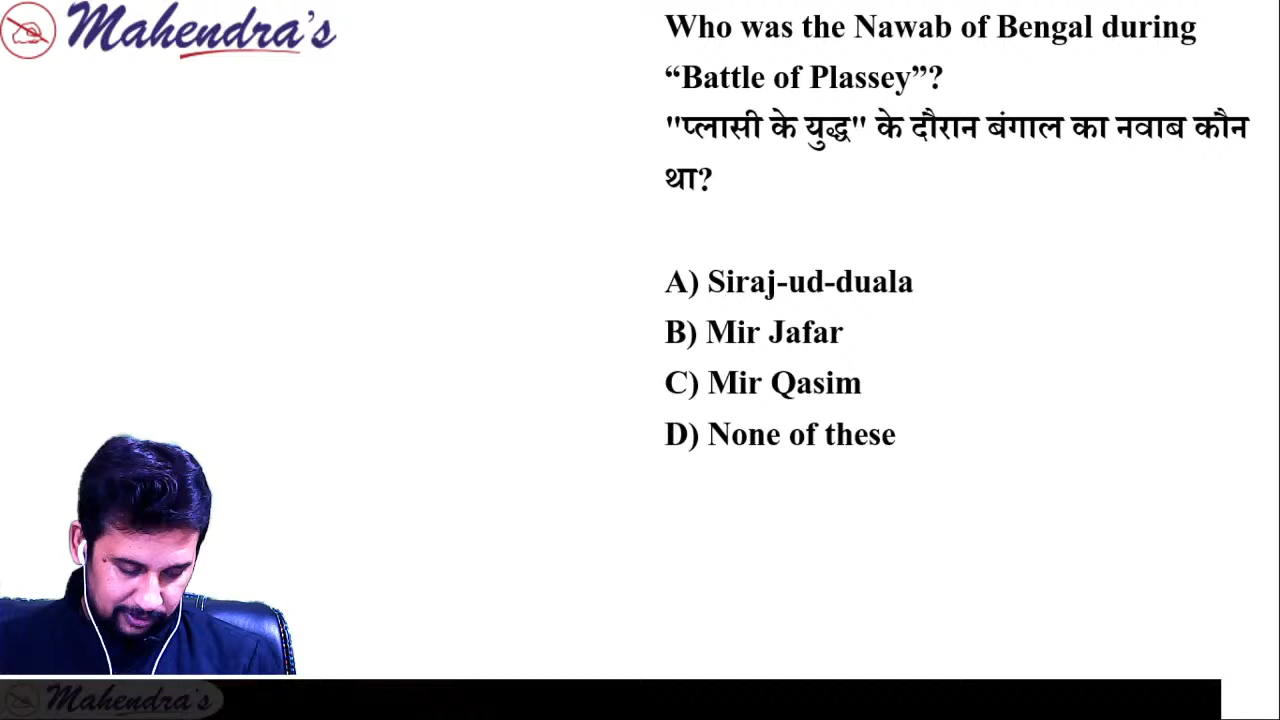 Mahendra's
Who was the Nawab of Bengal during
“Battle of Plassey”?
"प्लासी के युद्ध" के दौरान बंगाल का नवाब कौन
था?
A) Siraj-ud-duala
B) Mir Jafar
C) Mir Qasim
D) None of these
Mahendra's